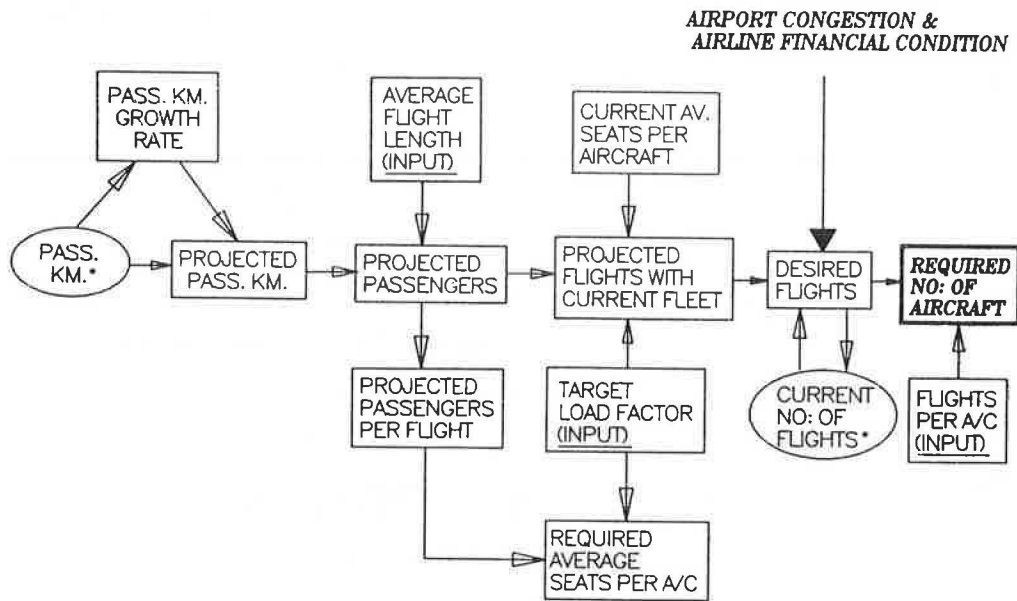 AIRPORT CONGESTION &
AIRLINE FINANCIAL CONDITION
PASS. KM.
GROWTH
RATE
AVERAGE
FLIGHT
LENGTH
(INPUT)
CURRENT AV.
SEATS PER
AIRCRAFT
PASS.
KM.*
PROJECTED
PASS. KM.
PROJECTED
PASSENGERS
PROJECTED
FLIGHTS WITH
CURRENT FLEET
DESIRED
FLIGHTS
REQUIRED
NO: OF
AIRCRAFT
PROJECTED
PASSENGERS
PER FLIGHT
TARGET
LOAD FACTOR
(INPUT)
CURRENT
NO: OF
FLIGHTS*
FLIGHTS
PER A/C
(INPUT)
REQUIRED
AVERAGE
SEATS PER A/C